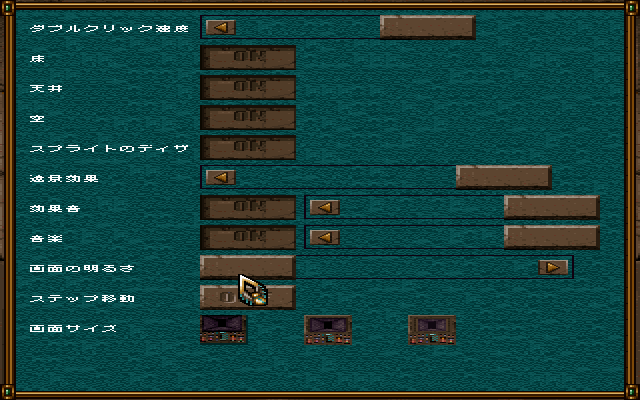 ダブルクリック速度
床 ON
天井 ON
空 ON
スプライトのディザ ON
遠景効果
効果音 ON
音楽 ON
画面の明るさ
ステップ移動
画面サイズ